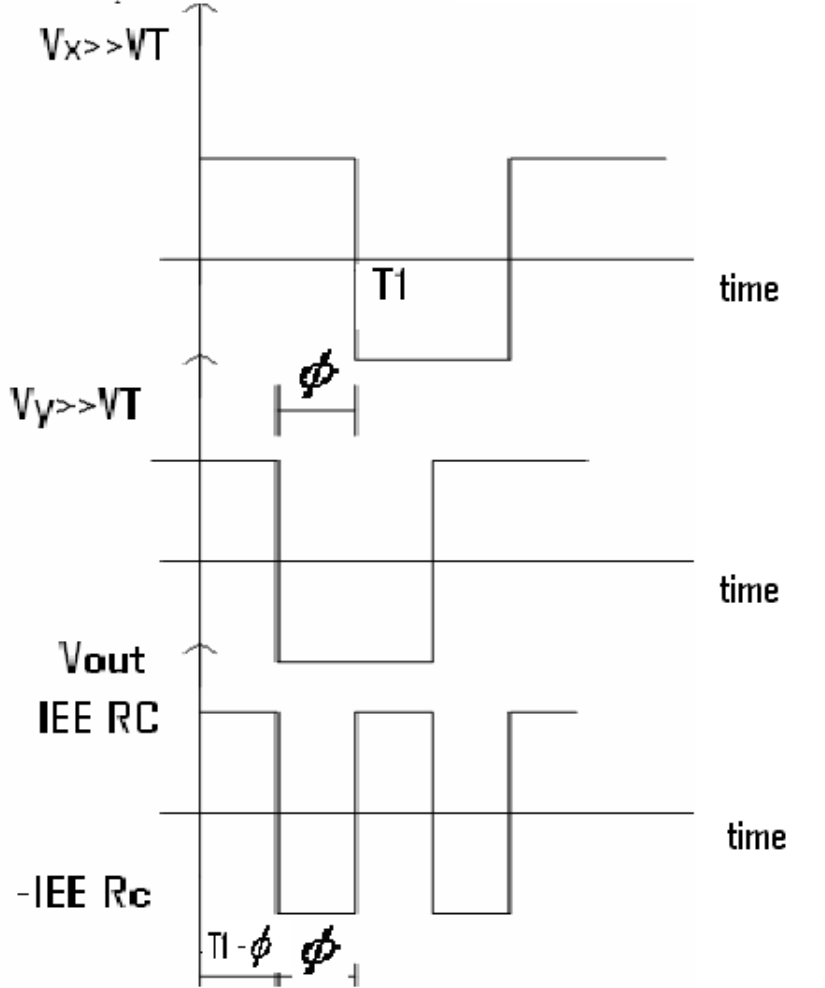 Vx>>VT
T1
time
ϕ
Vy>>VT
time
Vout
IEE RC
time
-IEE Rc
T1-ϕ ϕ